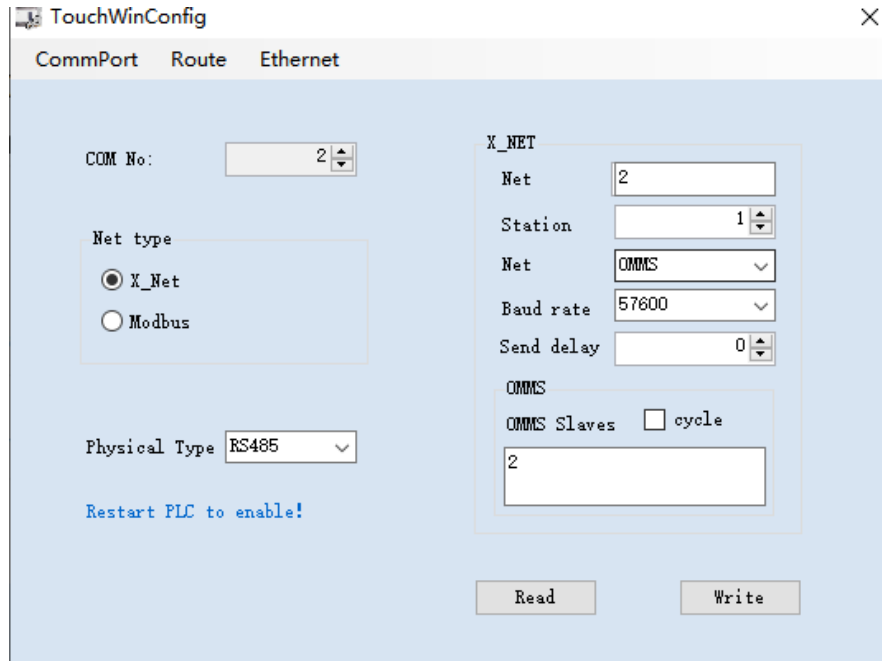 TouchWinConfig
CommPort Route Ethernet
COM No: 2
Net type
X_Net
Modbus
Physical Type RS485
Restart PLC to enable!
X_NET
Net 2
Station 1
Net OMMS
Baud rate 57600
Send delay 0
OMMS
OMMS Slaves cycle
2
Read Write